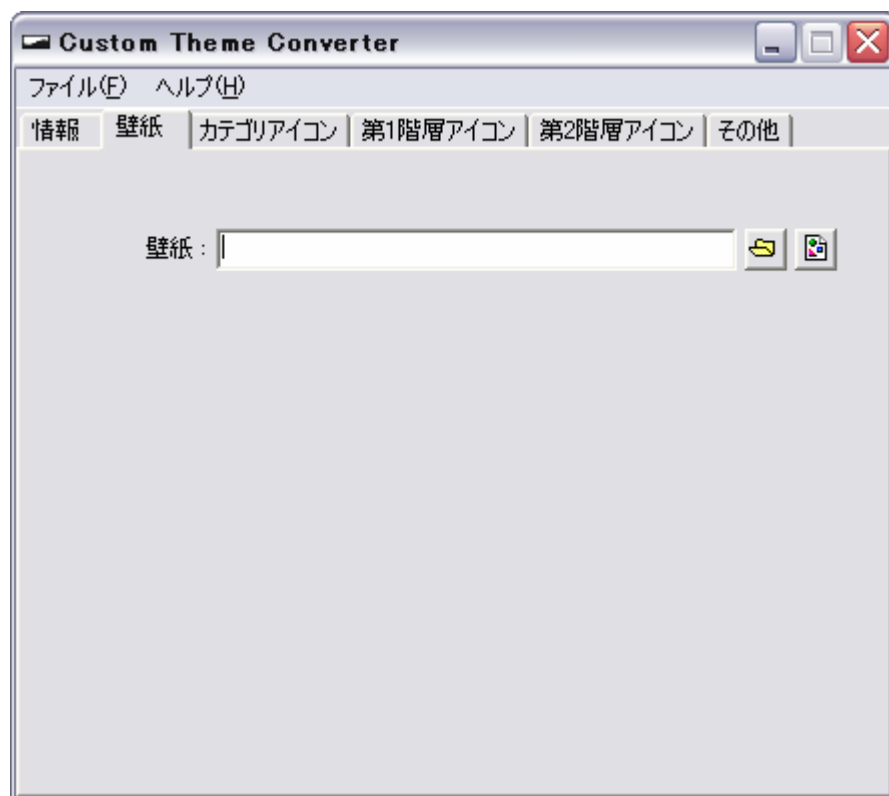 Custom Theme Converter
ファイル(F) ヘルプ(H)
情報 壁紙 カテゴリアイコン 第1階層アイコン 第2階層アイコン その他
壁紙 :